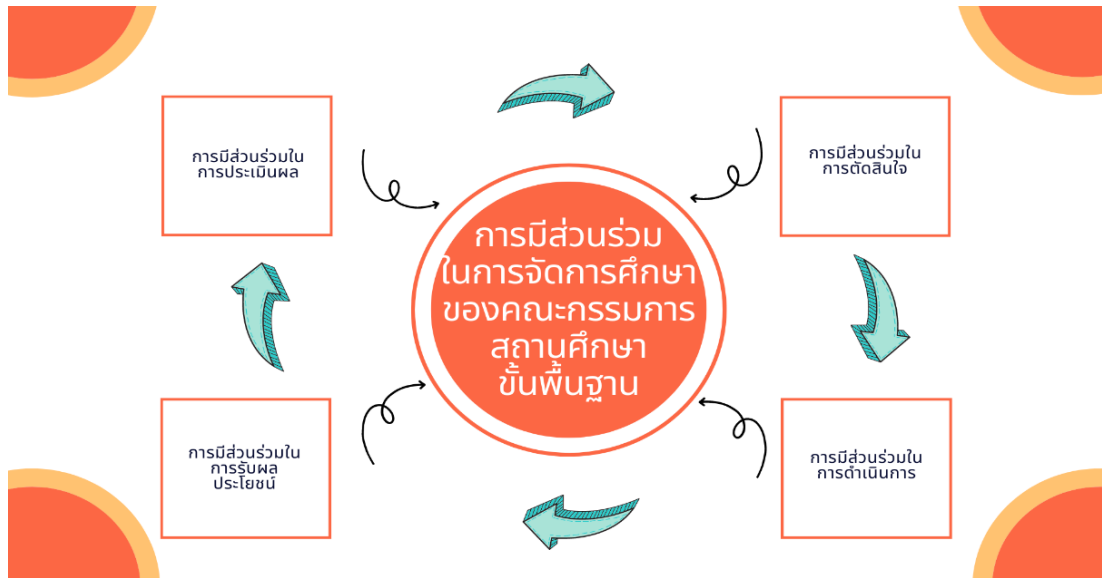 การมีส่วนร่วมใน
การประเมินผล
การมีส่วนร่วมใน
การตัดสินใจ
การมีส่วนร่วม
ในการจัดการศึกษา
ของคณะกรรมการ
สถานศึกษา
ขั้นพื้นฐาน
การมีส่วนร่วมใน
การรับผล
ประโยชน์
การมีส่วนร่วมใน
การดำเนินการ